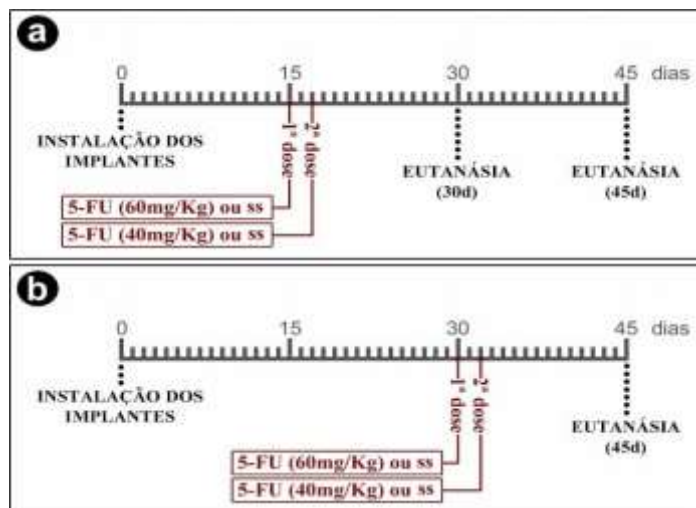 a
0 15 30 45 dias
INSTALAÇÃO DOS
IMPLANTES
1ª dose
2ª dose
EUTANÁSIA
(30d)
EUTANÁSIA
(45d)
5-FU (60mg/Kg) ou ss
5-FU (40mg/Kg) ou ss
b
0 15 30 45 dias
INSTALAÇÃO DOS
IMPLANTES
1ª dose
2ª dose
EUTANÁSIA
(45d)
5-FU (60mg/Kg) ou ss
5-FU (40mg/Kg) ou ss